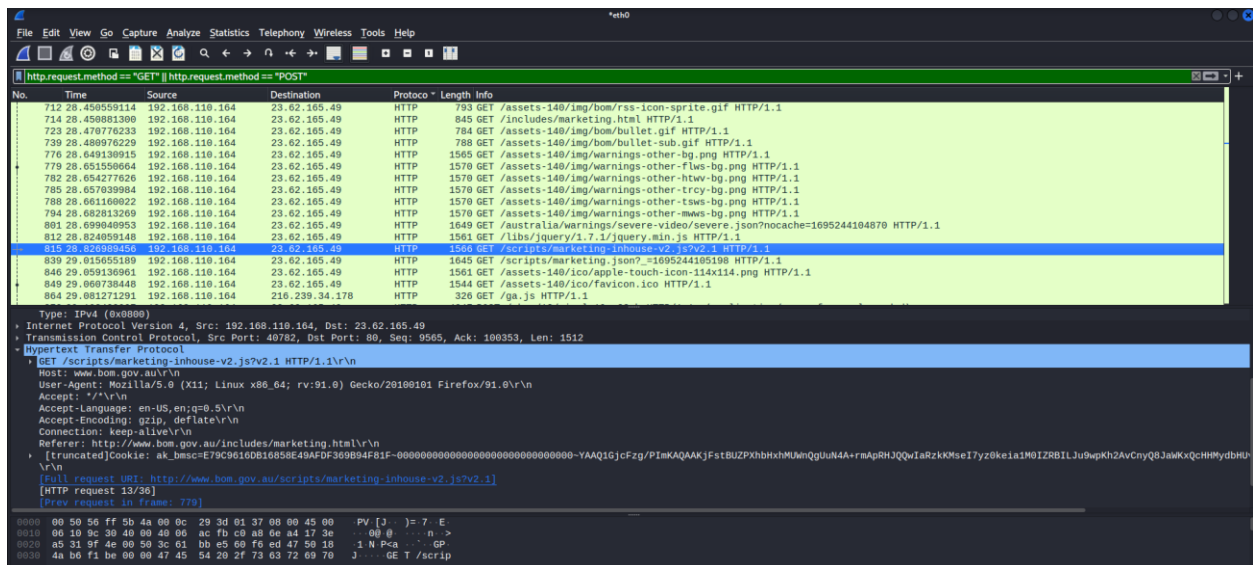 *eth0
File Edit View Go Capture Analyze Statistics Telephony Wireless Tools Help
http.request.method == "GET" || http.request.method == "POST"
No. Time Source Destination Protoco Length Info
712 28.450559114 192.168.110.164 23.62.165.49 HTTP 793 GET /assets-140/img/bom/rss-icon-sprite.gif HTTP/1.1
714 28.450881300 192.168.110.164 23.62.165.49 HTTP 845 GET /includes/marketing.html HTTP/1.1
723 28.470776233 192.168.110.164 23.62.165.49 HTTP 784 GET /assets-140/img/bom/bullet.gif HTTP/1.1
739 28.480976229 192.168.110.164 23.62.165.49 HTTP 788 GET /assets-140/img/bom/bullet-sub.gif HTTP/1.1
776 28.649130915 192.168.110.164 23.62.165.49 HTTP 1565 GET /assets-140/img/warnings-other-bg.png HTTP/1.1
779 28.651550664 192.168.110.164 23.62.165.49 HTTP 1570 GET /assets-140/img/warnings-other-flws-bg.png HTTP/1.1
782 28.654277626 192.168.110.164 23.62.165.49 HTTP 1570 GET /assets-140/img/warnings-other-htwv-bg.png HTTP/1.1
785 28.657039984 192.168.110.164 23.62.165.49 HTTP 1570 GET /assets-140/img/warnings-other-trcy-bg.png HTTP/1.1
788 28.661160022 192.168.110.164 23.62.165.49 HTTP 1570 GET /assets-140/img/warnings-other-tsws-bg.png HTTP/1.1
794 28.682813269 192.168.110.164 23.62.165.49 HTTP 1570 GET /assets-140/img/warnings-other-mwws-bg.png HTTP/1.1
801 28.699040953 192.168.110.164 23.62.165.49 HTTP 1649 GET /australia/warnings/severe-video/severe.json?nocache=1695244104870 HTTP/1.1
812 28.824059148 192.168.110.164 23.62.165.49 HTTP 1561 GET /libs/jquery/1.7.1/jquery.min.js HTTP/1.1
815 28.826989456 192.168.110.164 23.62.165.49 HTTP 1566 GET /scripts/marketing-inhouse-v2.js?v2.1 HTTP/1.1
839 29.015655189 192.168.110.164 23.62.165.49 HTTP 1645 GET /scripts/marketing.json?_=1695244105198 HTTP/1.1
846 29.059136961 192.168.110.164 23.62.165.49 HTTP 1561 GET /assets-140/ico/apple-touch-icon-114x114.png HTTP/1.1
849 29.060738448 192.168.110.164 23.62.165.49 HTTP 1544 GET /assets-140/ico/favicon.ico HTTP/1.1
864 29.081271291 192.168.110.164 216.239.34.178 HTTP 326 GET /ga.js HTTP/1.1
Type: IPv4 (0x0800)
Internet Protocol Version 4, Src: 192.168.110.164, Dst: 23.62.165.49
Transmission Control Protocol, Src Port: 40782, Dst Port: 80, Seq: 9565, Ack: 100353, Len: 1512
Hypertext Transfer Protocol
GET /scripts/marketing-inhouse-v2.js?v2.1 HTTP/1.1\r\n
Host: www.bom.gov.au\r\n
User-Agent: Mozilla/5.0 (X11; Linux x86_64; rv:91.0) Gecko/20100101 Firefox/91.0\r\n
Accept: */*\r\n
Accept-Language: en-US,en;q=0.5\r\n
Accept-Encoding: gzip, deflate\r\n
Connection: keep-alive\r\n
Referer: http://www.bom.gov.au/includes/marketing.html\r\n
[truncated]Cookie: ak_bmsc=E79C9616DB16858E49AFDF369B94F81F~000000000000000000000000000000~YAAQ1GjcFzg/PImKAQAAKjFstBUZPXhbHxhMUWnQgUuN4A+rmApRHJQQwIaRzkKMseI7yz0keia1M0IZRBILJu9wpKh2AvCnyQ8JaWKxQcHHMydbHU
\r\n
[Full request URI: http://www.bom.gov.au/scripts/marketing-inhouse-v2.js?v2.1]
[HTTP request 13/36]
[Prev request in frame: 779]
0000 00 50 56 ff 5b 4a 00 0c 29 3d 01 37 08 00 45 00 ·PV·[J·· )=·7··E·
0010 06 10 9c 30 40 00 40 06 ac fb c0 a8 6e a4 17 3e ···0@·@· ····n··>
0020 a5 31 9f 4e 00 50 3c 61 bb e5 60 f6 ed 47 50 18 ·1·N·P<a ··`··GP·
0030 4a b6 f1 be 00 00 47 45 54 20 2f 73 63 72 69 70 J·····GE T /scrip